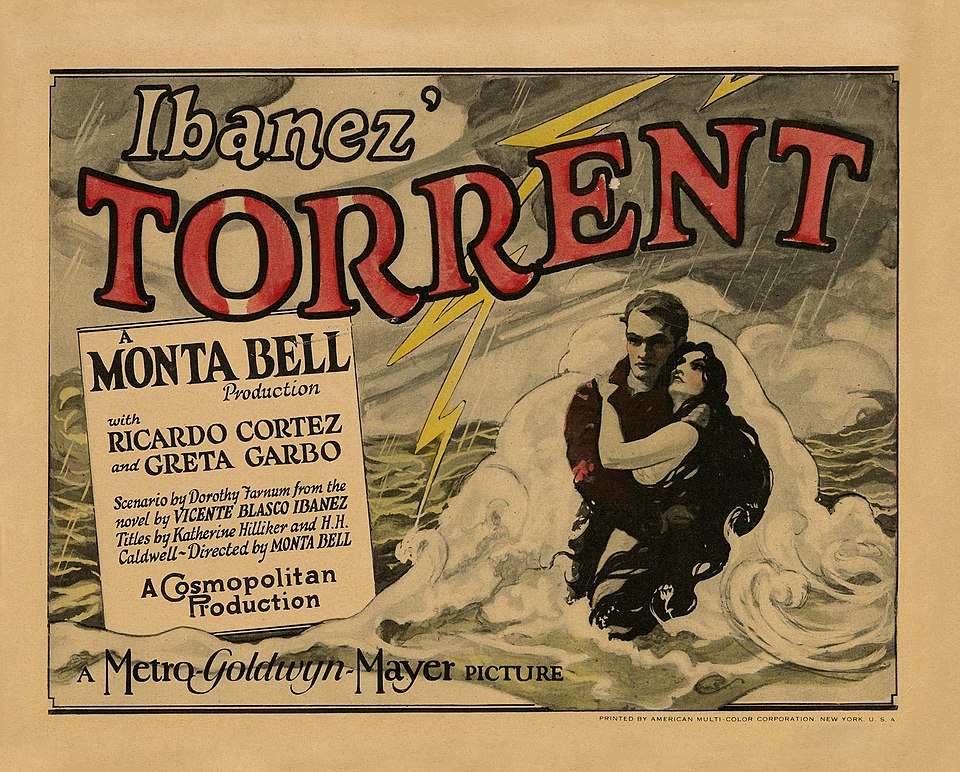 Ibanez'
TORRENT
A
MONTA BELL
Production
with
RICARDO CORTEZ
and GRETA GARBO
Scenario by Dorothy Farnum from the
novel by VICENTE BLASCO IBANEZ
Titles by Katherine Hilliker and H.H.
Caldwell~Directed by MONTA BELL
A Cosmopolitan
Production
A Metro-Goldwyn-Mayer PICTURE
PRINTED BY AMERICAN MULTI-COLOR CORPORATION, NEW YORK, U. S. A